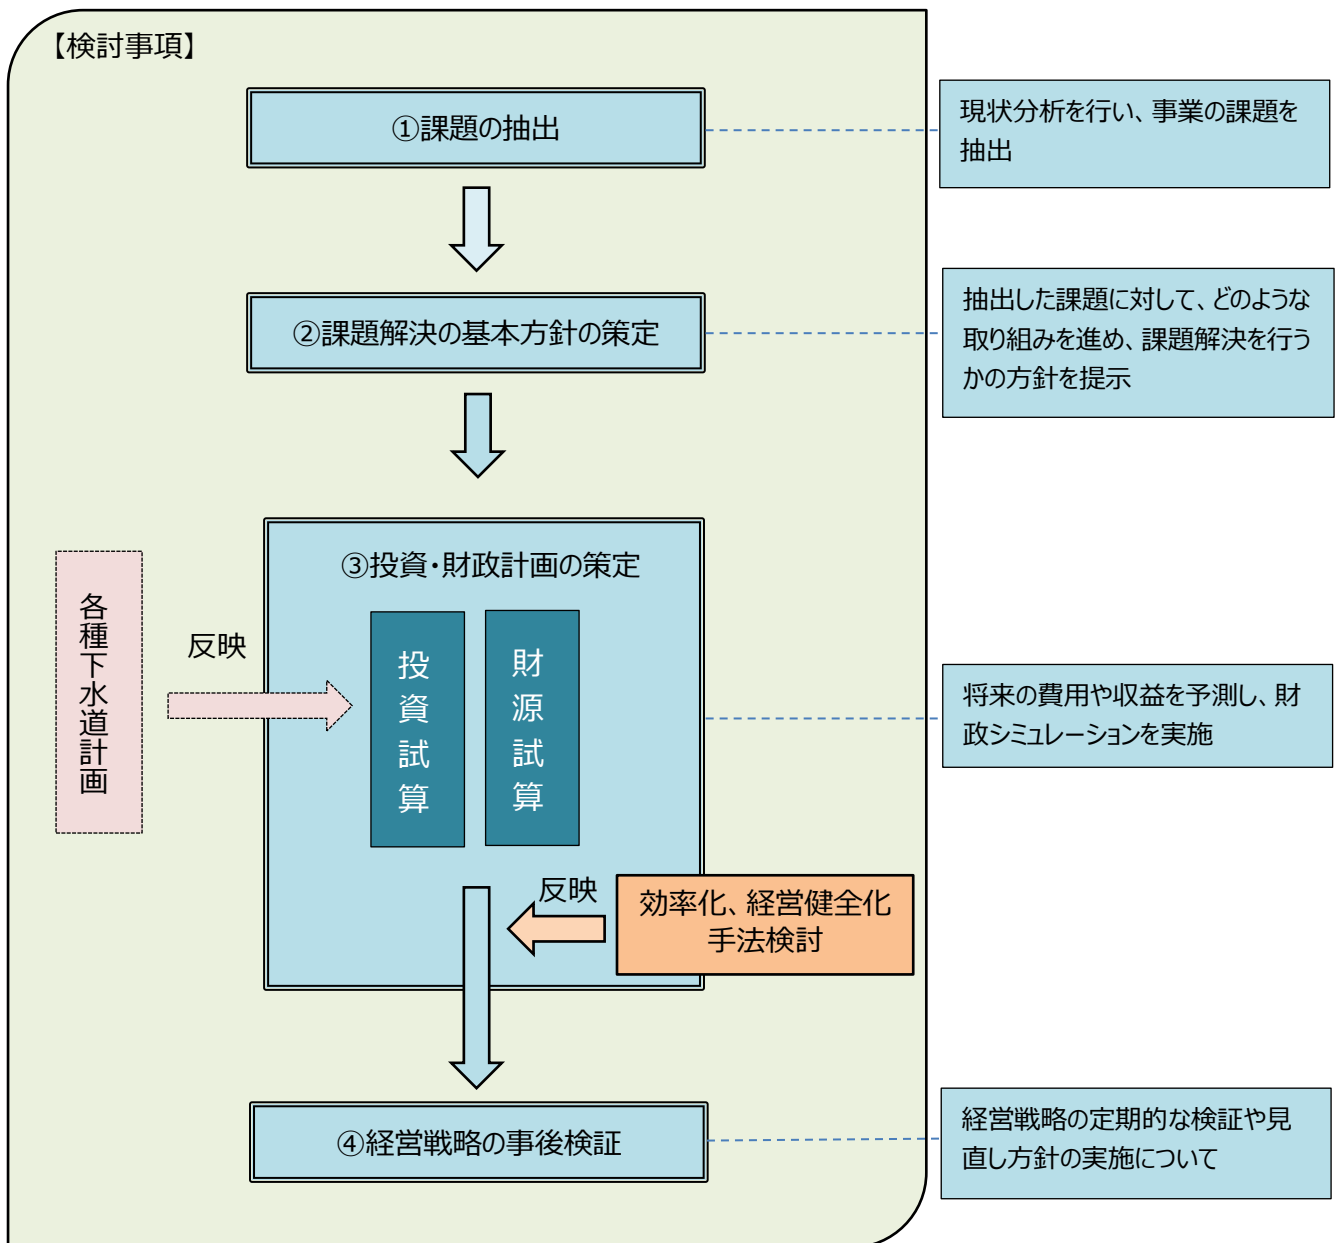 【検討事項】
①課題の抽出
現状分析を行い、事業の課題を
抽出
②課題解決の基本方針の策定
抽出した課題に対して、どのような
取り組みを進め、課題解決を行う
かの方針を提示
③投資・財政計画の策定
各種下水道計画
反映
投資試算
財源試算
将来の費用や収益を予測し、財
政シミュレーションを実施
反映
効率化、経営健全化
手法検討
④経営戦略の事後検証
経営戦略の定期的な検証や見
直し方針の実施について